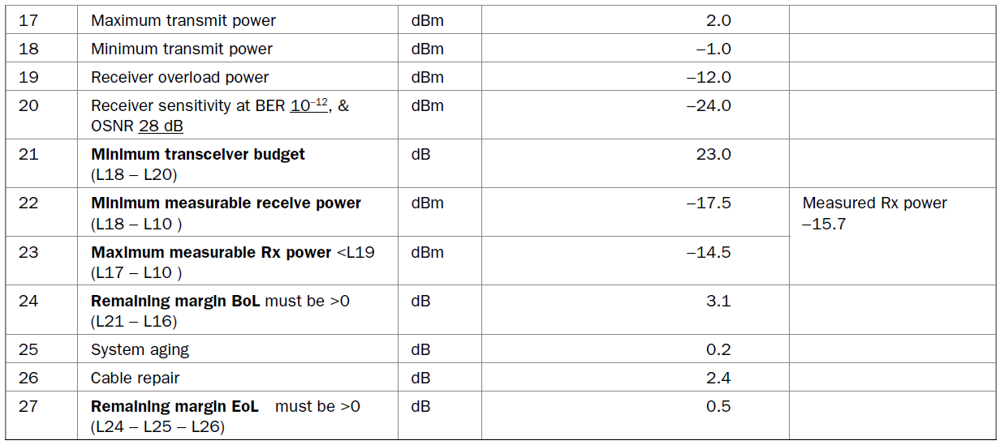 17 Maximum transmit power dBm 2.0
18 Minimum transmit power dBm –1.0
19 Receiver overload power dBm –12.0
20 Receiver sensitivity at BER 10–12, & dBm –24.0
OSNR 28 dB
21 Minimum transceiver budget dB 23.0
(L18 – L20)
22 Minimum measurable receive power dBm –17.5 Measured Rx power
(L18 – L10 ) –15.7
23 Maximum measurable Rx power <L19 dBm –14.5
(L17 – L10 )
24 Remaining margin BoL must be >0 dB 3.1
(L21 – L16)
25 System aging dB 0.2
26 Cable repair dB 2.4
27 Remaining margin EoL must be >0 dB 0.5
(L24 – L25 – L26)